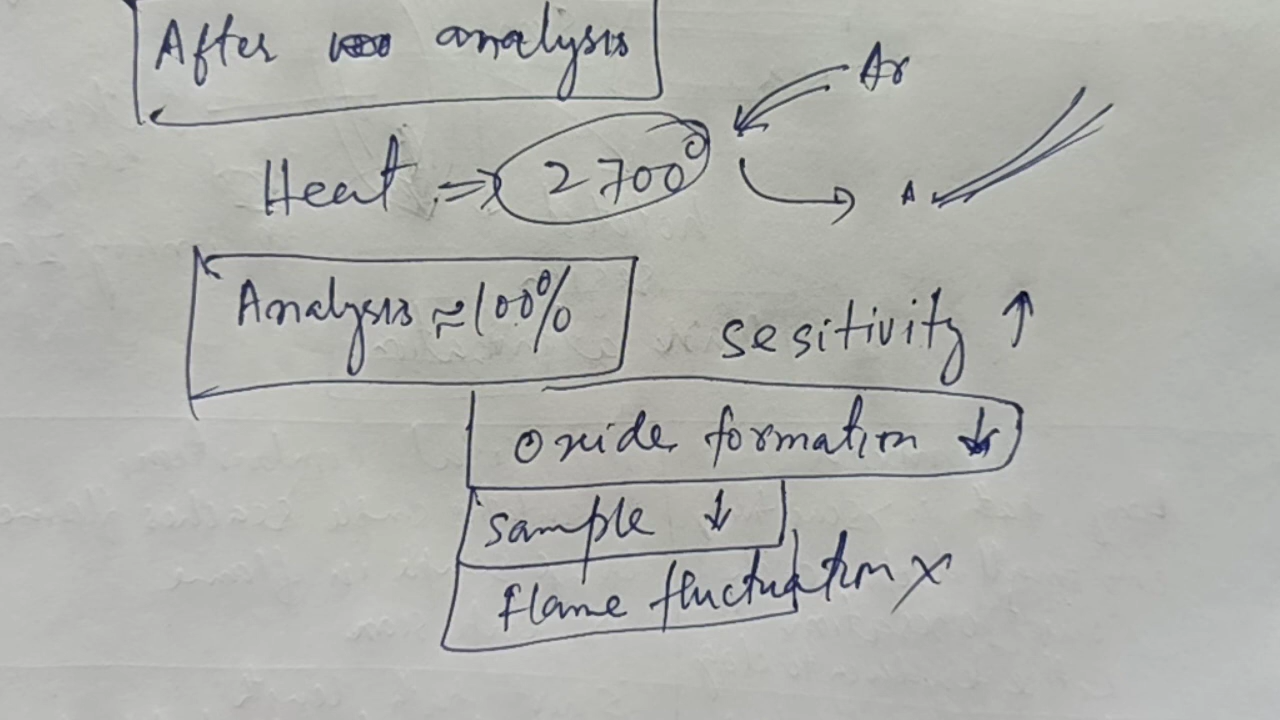 After analysis
Ar
Heat ⇒ 2700°
A
Analysis ≈ 100%
sesitivity ↑
oxide formation ↓
sample ↓
flame fluctuation ×